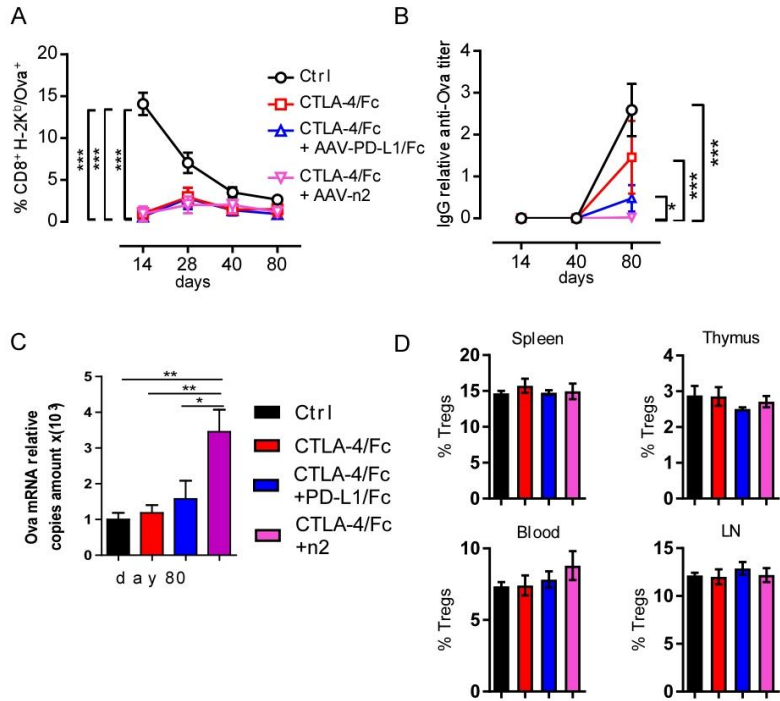 A
% CD8⁺ H-2Kᵇ/Ova⁺
20
15
10
5
0
***
***
***
14 28 40 80
days
Ctrl
CTLA-4/Fc
CTLA-4/Fc
+ AAV-PD-L1/Fc
CTLA-4/Fc
+ AAV-n2
B
IgG relative anti-Ova titer
4
3
2
1
0
14 40 80
days
*
***
***
C
Ova mRNA relative
copies amount x(10³)
5
4
3
2
1
0
**
**
*
day 80
Ctrl
CTLA-4/Fc
CTLA-4/Fc
+PD-L1/Fc
CTLA-4/Fc
+n2
D
Spleen
% Tregs
20
15
10
5
0
Thymus
% Tregs
4
3
2
1
0
Blood
% Tregs
10
5
0
LN
% Tregs
15
10
5
0